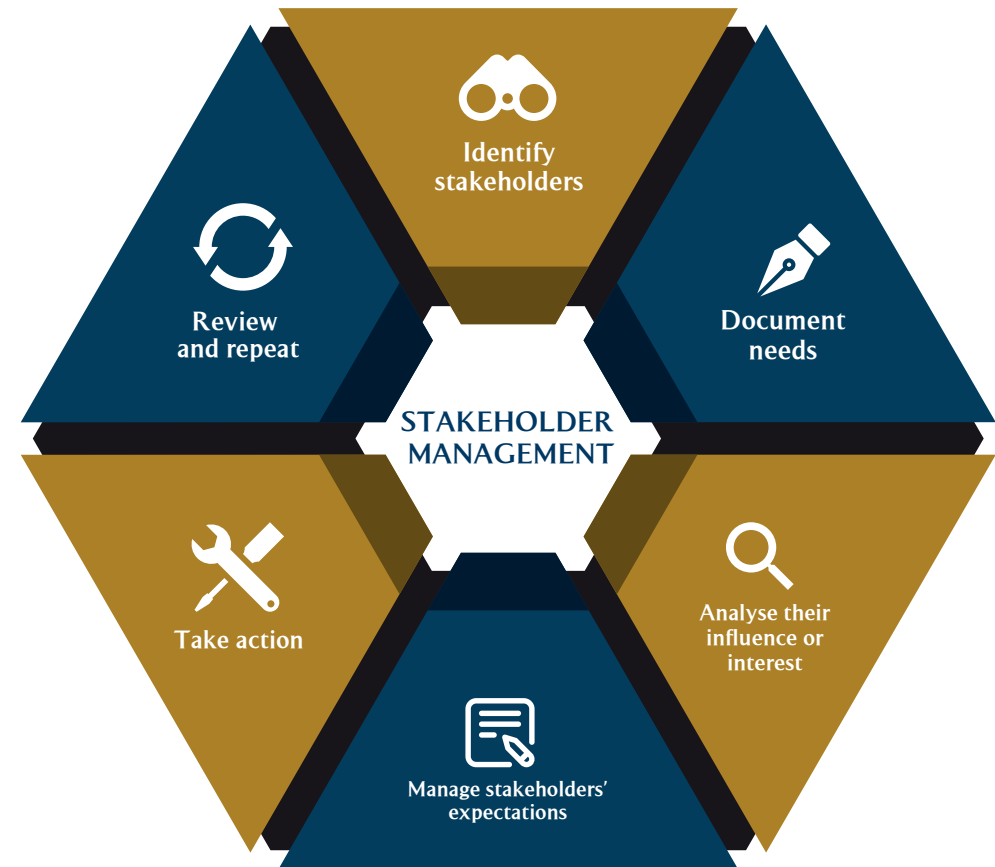 Identify
stakeholders
Document
needs
Analyse their
influence or
interest
Manage stakeholders’
expectations
Take action
Review
and repeat
STAKEHOLDER
MANAGEMENT